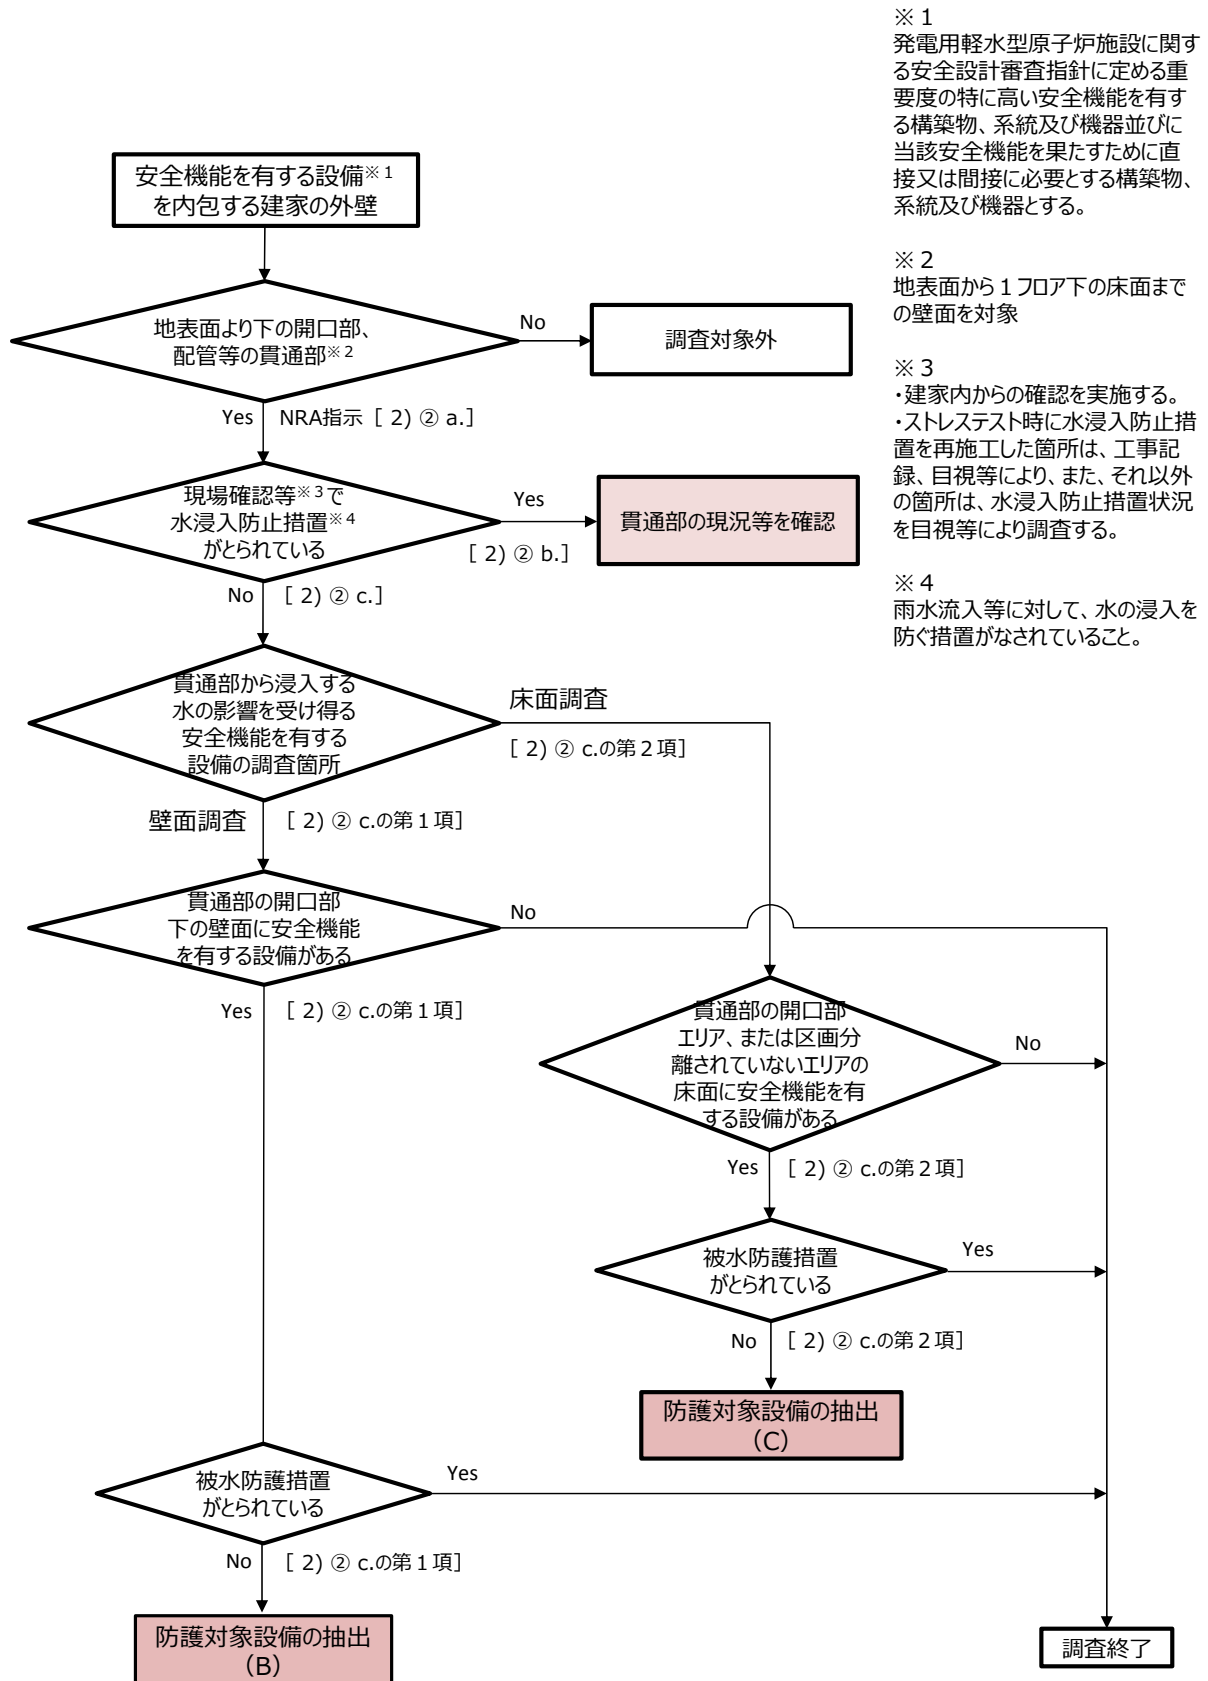 ※１
発電用軽水型原子炉施設に関す
る安全設計審査指針に定める重
要度の特に高い安全機能を有す
る構築物、系統及び機器並びに
当該安全機能を果たすために直
接又は間接に必要とする構築物、
系統及び機器とする。
※２
地表面から１フロア下の床面まで
の壁面を対象
※３
・建家内からの確認を実施する。
・ストレステスト時に水浸入防止措
置を再施工した箇所は、工事記
録、目視等により、また、それ以外
の箇所は、水浸入防止措置状況
を目視等により調査する。
※４
雨水流入等に対して、水の浸入を
防ぐ措置がなされていること。
安全機能を有する設備※１
を内包する建家の外壁
地表面より下の開口部、
配管等の貫通部※２
No
調査対象外
Yes NRA指示［ 2) ② a.］
現場確認等※３で
水浸入防止措置※４
がとられている
Yes
［ 2) ② b.］
貫通部の現況等を確認
No ［ 2) ② c.］
貫通部から浸入する
水の影響を受け得る
安全機能を有する
設備の調査箇所
床面調査
［ 2) ② c.の第２項］
壁面調査 ［ 2) ② c.の第１項］
貫通部の開口部
下の壁面に安全機能
を有する設備がある
No
Yes ［ 2) ② c.の第１項］
貫通部の開口部
エリア、または区画分
離されていないエリアの
床面に安全機能を有
する設備がある
No
Yes ［ 2) ② c.の第２項］
被水防護措置
がとられている
Yes
No ［ 2) ② c.の第２項］
防護対象設備の抽出
（C）
被水防護措置
がとられている
Yes
No ［ 2) ② c.の第１項］
防護対象設備の抽出
（B）
調査終了